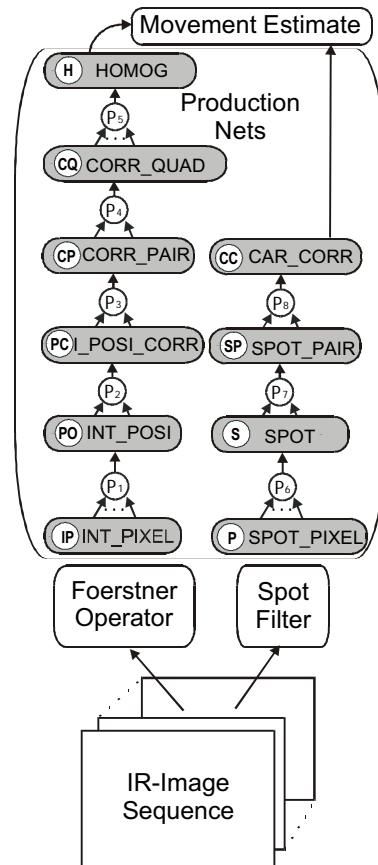 Movement Estimate
H HOMOG
Production
Nets
P5
CQ CORR_QUAD
P4
CP CORR_PAIR
CC CAR_CORR
P3
P8
PC I_POSI_CORR
SP SPOT_PAIR
P2
P7
PO INT_POSI
S SPOT
P1
P6
IP INT_PIXEL
P SPOT_PIXEL
Foerstner
Operator
Spot
Filter
IR-Image
Sequence